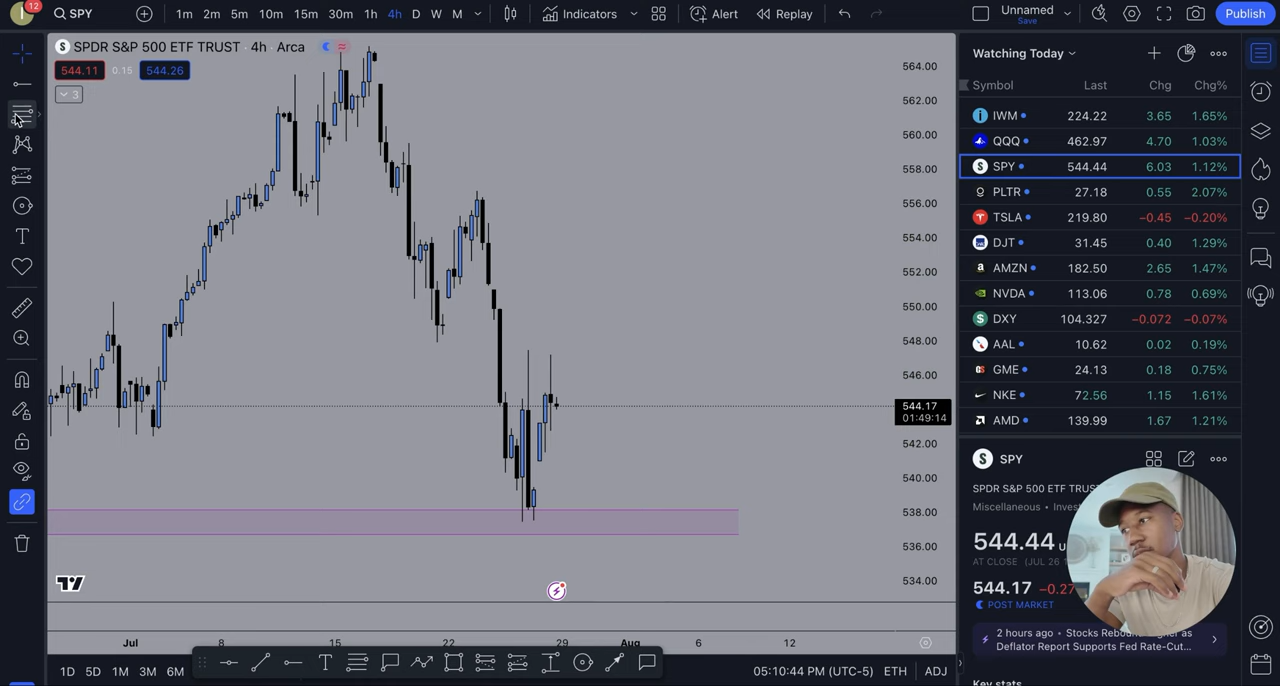 12
SPY
1m 2m 5m 10m 15m 30m 1h 4h D W M
Indicators
Alert
Replay
Unnamed
Save
Publish
SPDR S&P 500 ETF TRUST · 4h · Arca
544.11 0.15 544.26
3
564.00
562.00
560.00
558.00
556.00
554.00
552.00
550.00
548.00
546.00
544.17
01:49:14
542.00
540.00
538.00
536.00
534.00
Jul 8 15 22 29 Aug 6 12
1D 5D 1M 3M 6M
05:10:44 PM (UTC-5) ETH ADJ
Watching Today
Symbol Last Chg Chg%
IWM 224.22 3.65 1.65%
QQQ 462.97 4.70 1.03%
SPY 544.44 6.03 1.12%
PLTR 27.18 0.55 2.07%
TSLA 219.80 −0.45 −0.20%
DJT 31.45 0.40 1.29%
AMZN 182.50 2.65 1.47%
NVDA 113.06 0.78 0.69%
DXY 104.327 −0.072 −0.07%
AAL 10.62 0.02 0.19%
GME 24.13 0.18 0.75%
NKE 72.56 1.15 1.61%
AMD 139.99 1.67 1.21%
SPY
SPDR S&P 500 ETF TRUS
Miscellaneous •
544.44
AT CLOSE (JUL 26
544.17 −0.27
POST MARKET
2 hours ago • Stocks Rebou er as
Deflator Report Supports Fed Rate-Cut...
Key stats